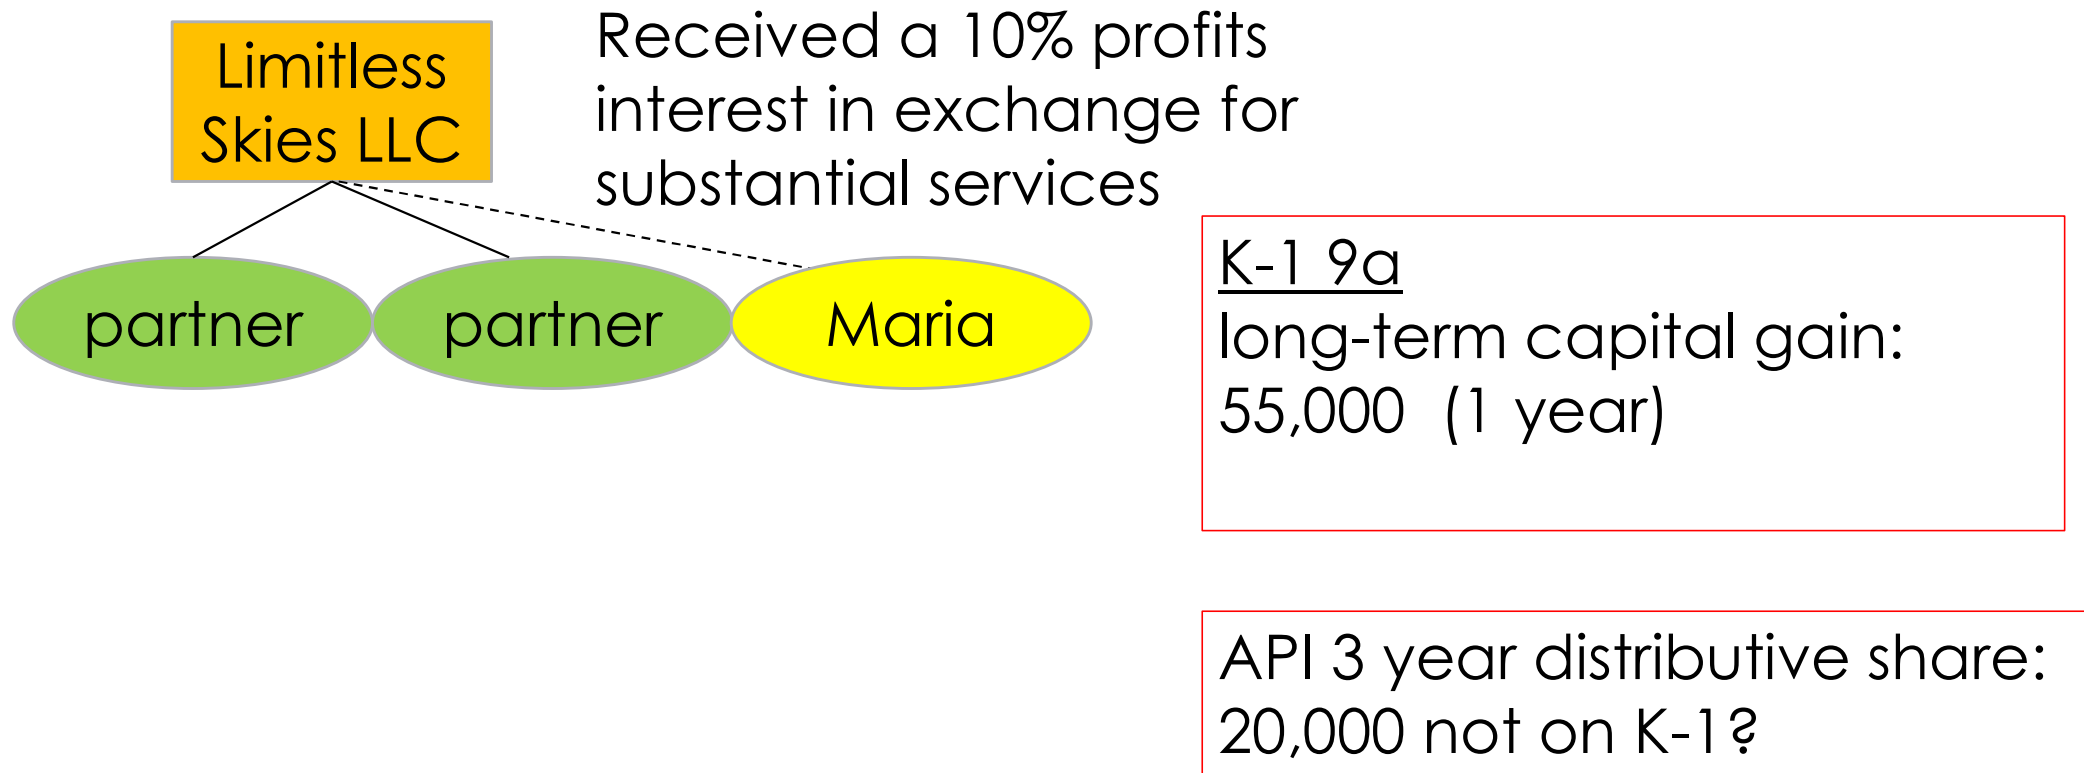 Limitless
Skies LLC
Received a 10% profits
interest in exchange for
substantial services
partner
partner
Maria
K-1 9a
long-term capital gain:
55,000  (1 year)
API 3 year distributive share:
20,000 not on K-1?